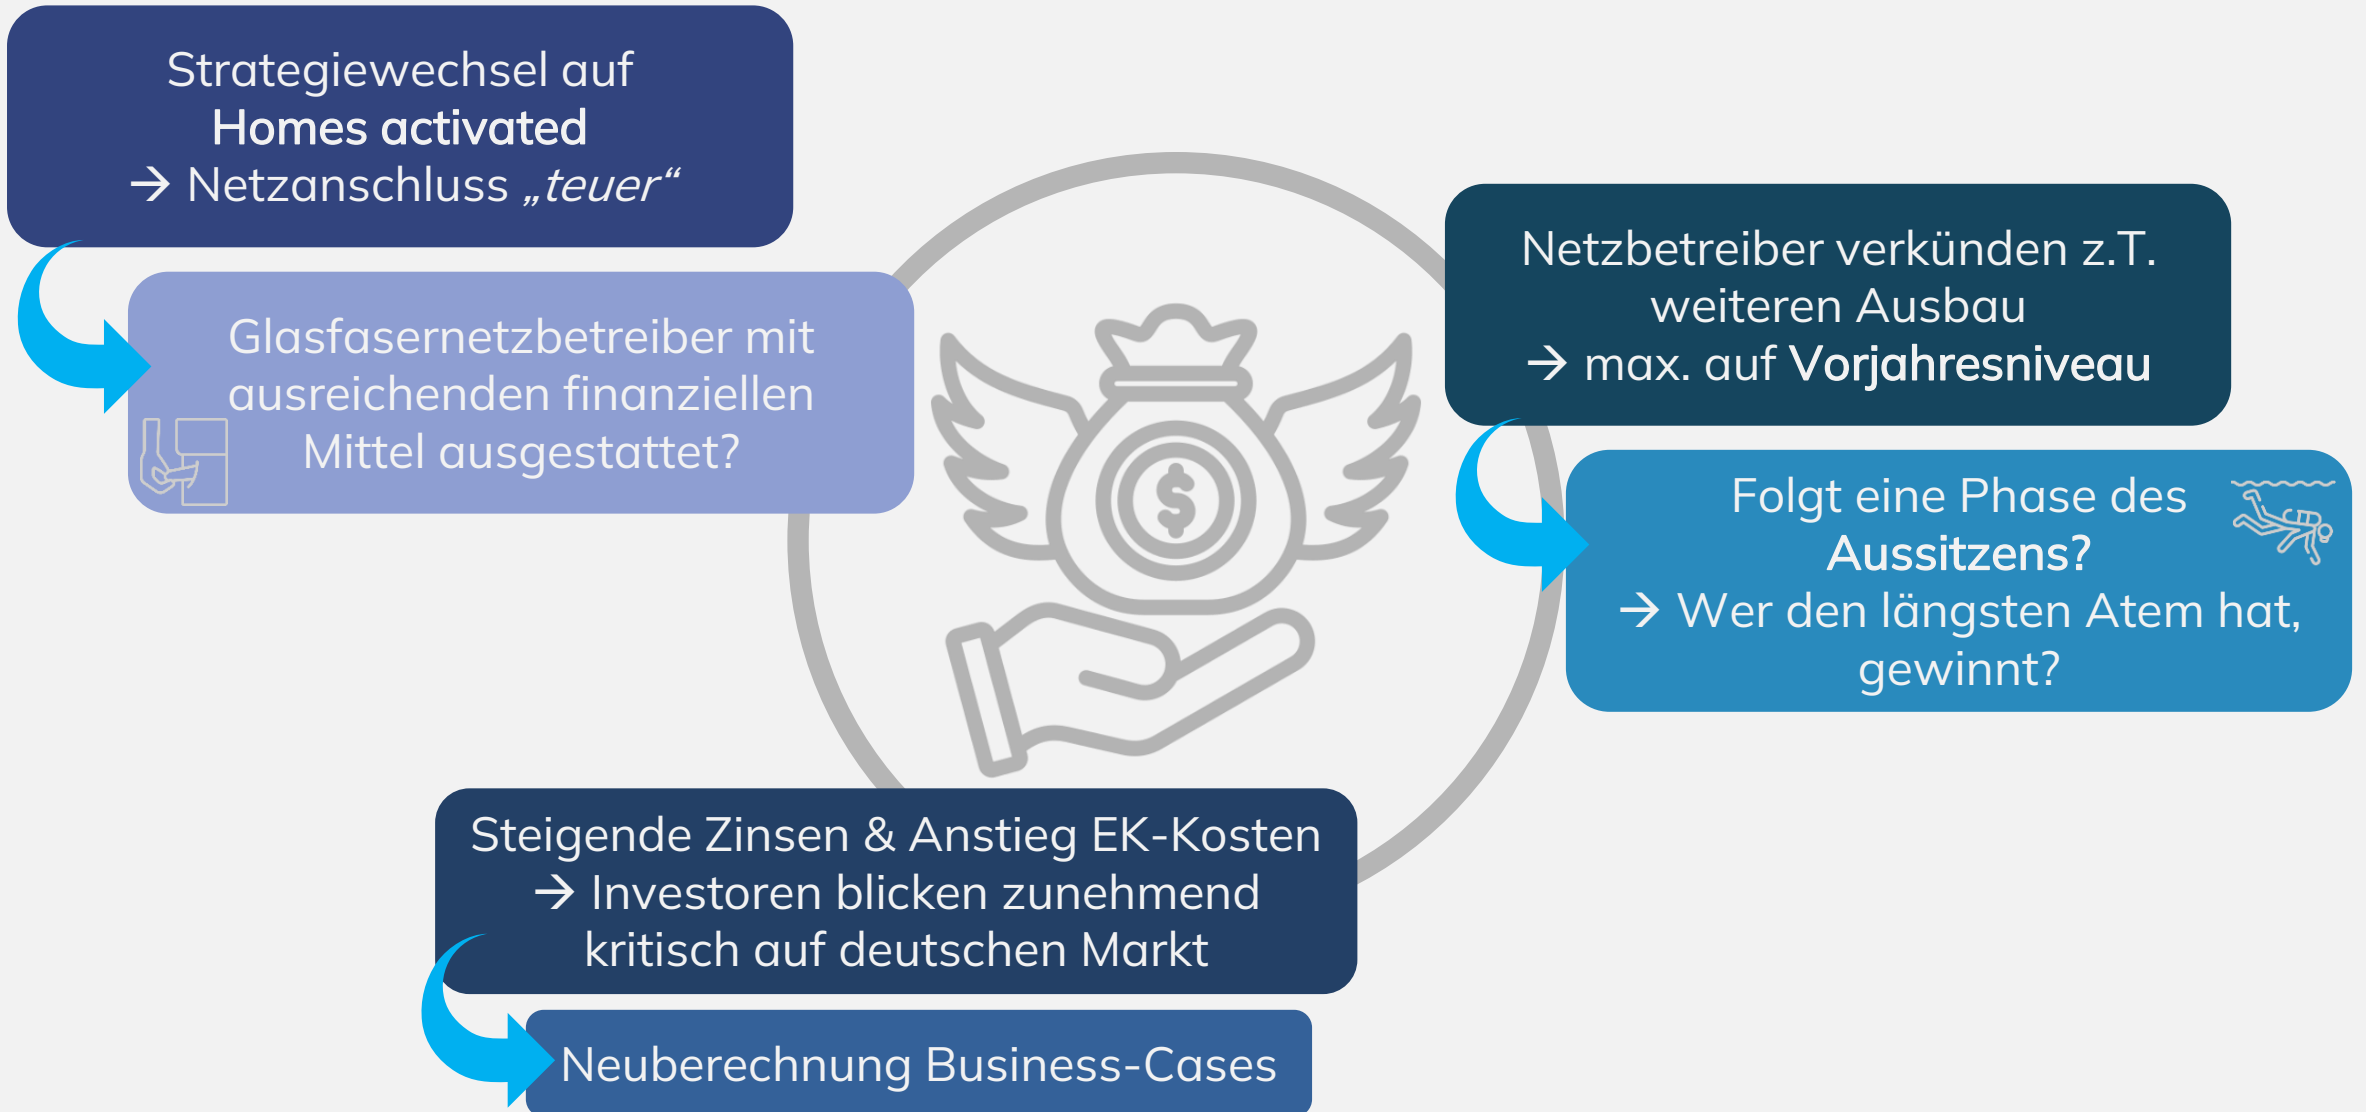 Strategiewechsel auf
Homes activated
→ Netzanschluss „teuer“
Glasfasernetzbetreiber mit
ausreichenden finanziellen
Mittel ausgestattet?
Netzbetreiber verkünden z.T.
weiteren Ausbau
→ max. auf Vorjahresniveau
Folgt eine Phase des
Aussitzens?
→ Wer den längsten Atem hat,
gewinnt?
$
Steigende Zinsen & Anstieg EK-Kosten
→ Investoren blicken zunehmend
kritisch auf deutschen Markt
Neuberechnung Business-Cases